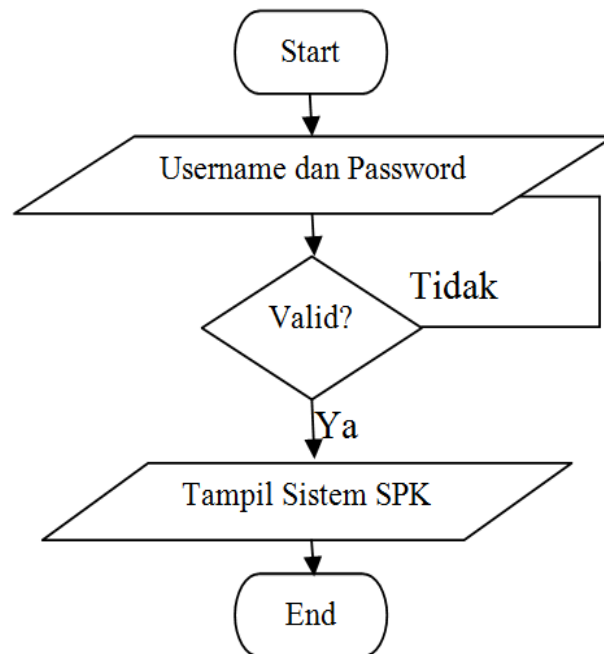 Start
Username dan Password
Tidak
Valid?
Ya
Tampil Sistem SPK
End